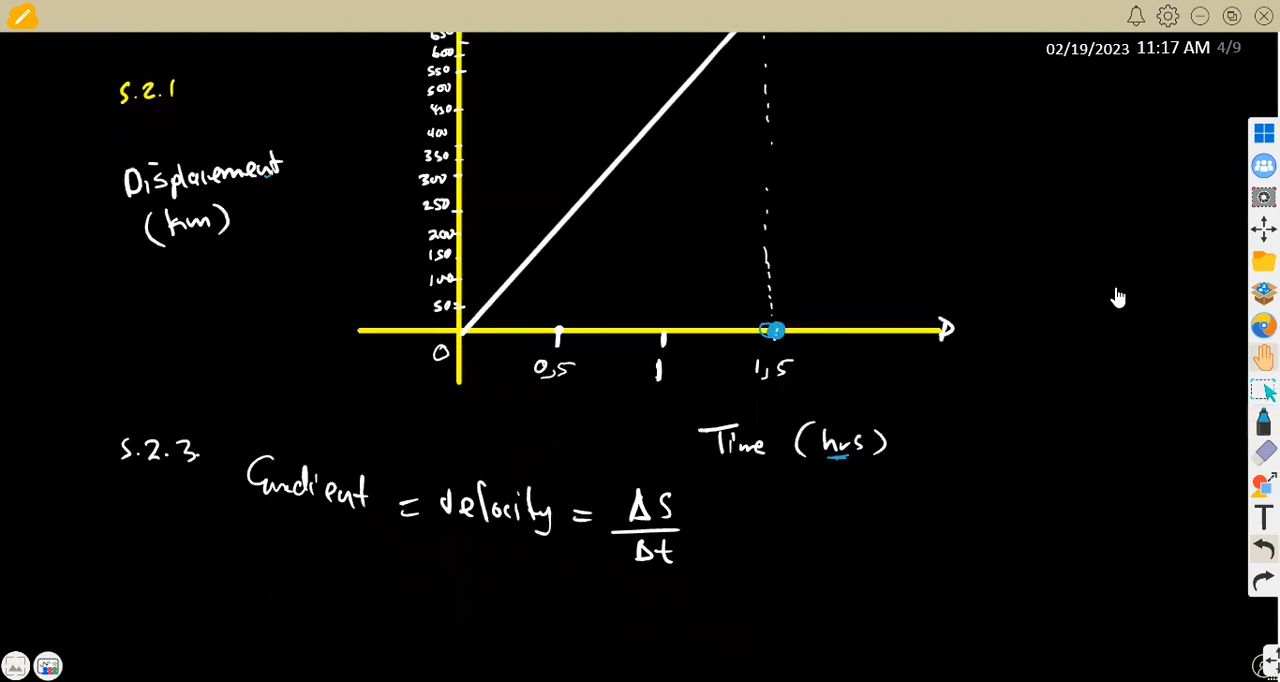 02/19/2023 11:17 AM 4/9
650
600
550
500
450
400
350
300
250
200
150
100
50
S.2.1
Displacement
(km)
0
0,5
1
1,5
Time (hrs)
S.2.3.
Gradient = velocity = ΔS
Δt
T